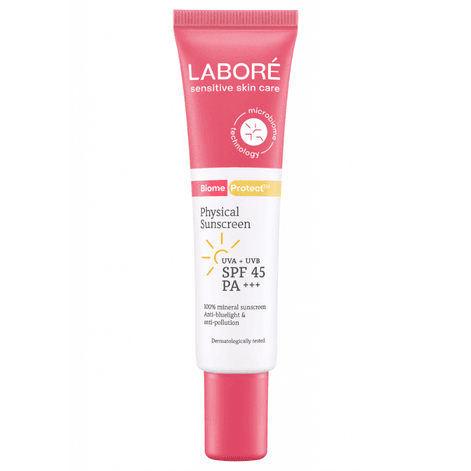 LABORÉ
sensitive skin care
microbiome
technology
Biome Protect™
Physical
Sunscreen
UVA + UVB
SPF 45
PA +++
100% mineral sunscreen
Anti-bluelight &
anti-pollution
Dermatologically tested